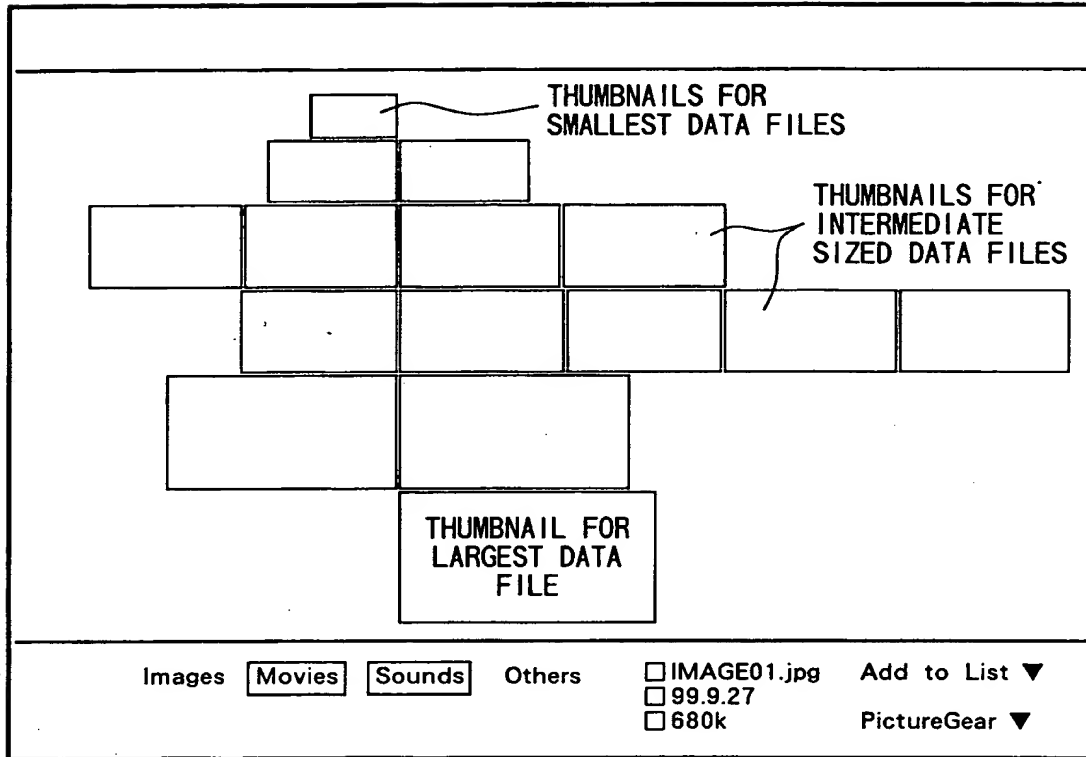 THUMBNAILS FOR
SMALLEST DATA FILES
THUMBNAILS FOR
INTERMEDIATE
SIZED DATA FILES
THUMBNAIL FOR
LARGEST DATA
FILE
Images Movies Sounds Others
IMAGE01.jpg
99.9.27
680k
Add to List ▼
PictureGear ▼